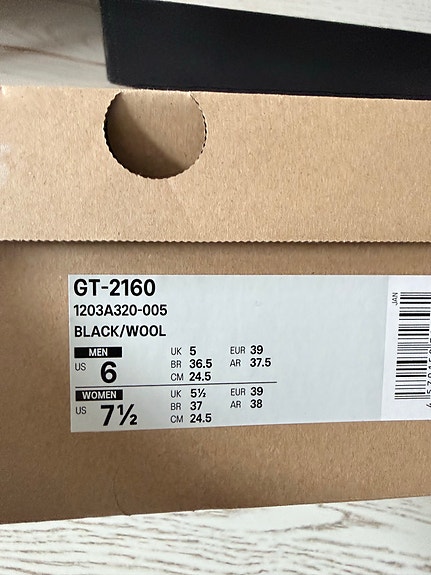 GT-2160
1203A320-005
BLACK/WOOL
MEN
US 6
UK 5 EUR 39
BR 36.5 AR 37.5
CM 24.5
WOMEN
US 7½
UK 5½ EUR 39
BR 37 AR 38
CM 24.5
JAN